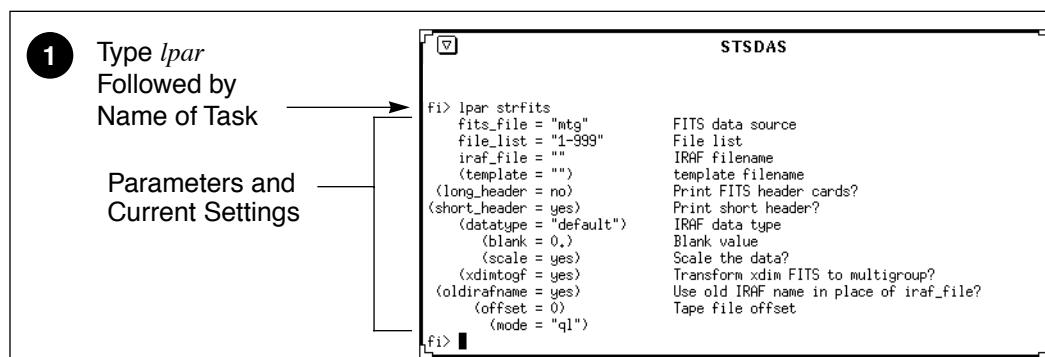 1
Type lpar
Followed by
Name of Task
Parameters and
Current Settings
STSDAS
fi> lpar strfits
fits_file = "mtg" FITS data source
file_list = "1-999" File list
iraf_file = "" IRAF filename
(template = "") template filename
(long_header = no) Print FITS header cards?
(short_header = yes) Print short header?
(datatype = "default") IRAF data type
(blank = 0.) Blank value
(scale = yes) Scale the data?
(xdimtogf = yes) Transform xdim FITS to multigroup?
(oldirafname = yes) Use old IRAF name in place of iraf_file?
(offset = 0) Tape file offset
(mode = "ql")
fi>